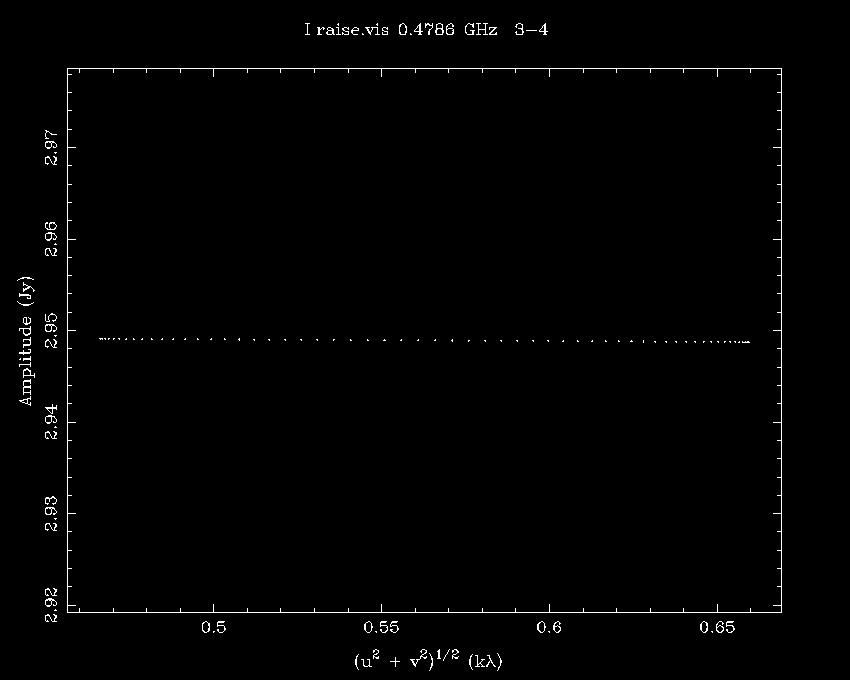 I raise.vis 0.4786 GHz 3−4
2.97
2.96
2.95
2.94
2.93
2.92
Amplitude (Jy)
0.5 0.55 0.6 0.65
(u² + v²)¹/² (kλ)